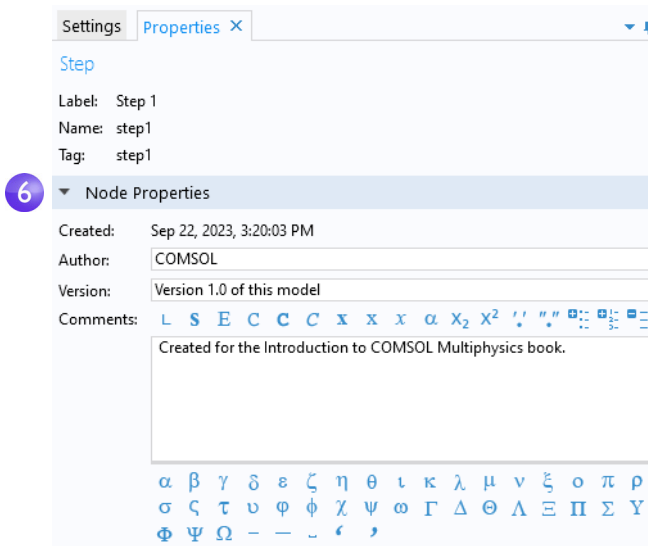 Settings Properties
Step
Label: Step 1
Name: step1
Tag: step1
6 Node Properties
Created: Sep 22, 2023, 3:20:03 PM
Author: COMSOL
Version: Version 1.0 of this model
Comments: L S E C C C x x x α X₂ X² ‘,’ “,”
Created for the Introduction to COMSOL Multiphysics book.
α β γ δ ε ζ η θ ι κ λ μ ν ξ ο π ρ
σ ς τ υ φ ϕ χ ψ ω Γ Δ Θ Λ Ξ Π Σ Υ
Φ Ψ Ω – — ‘ ’